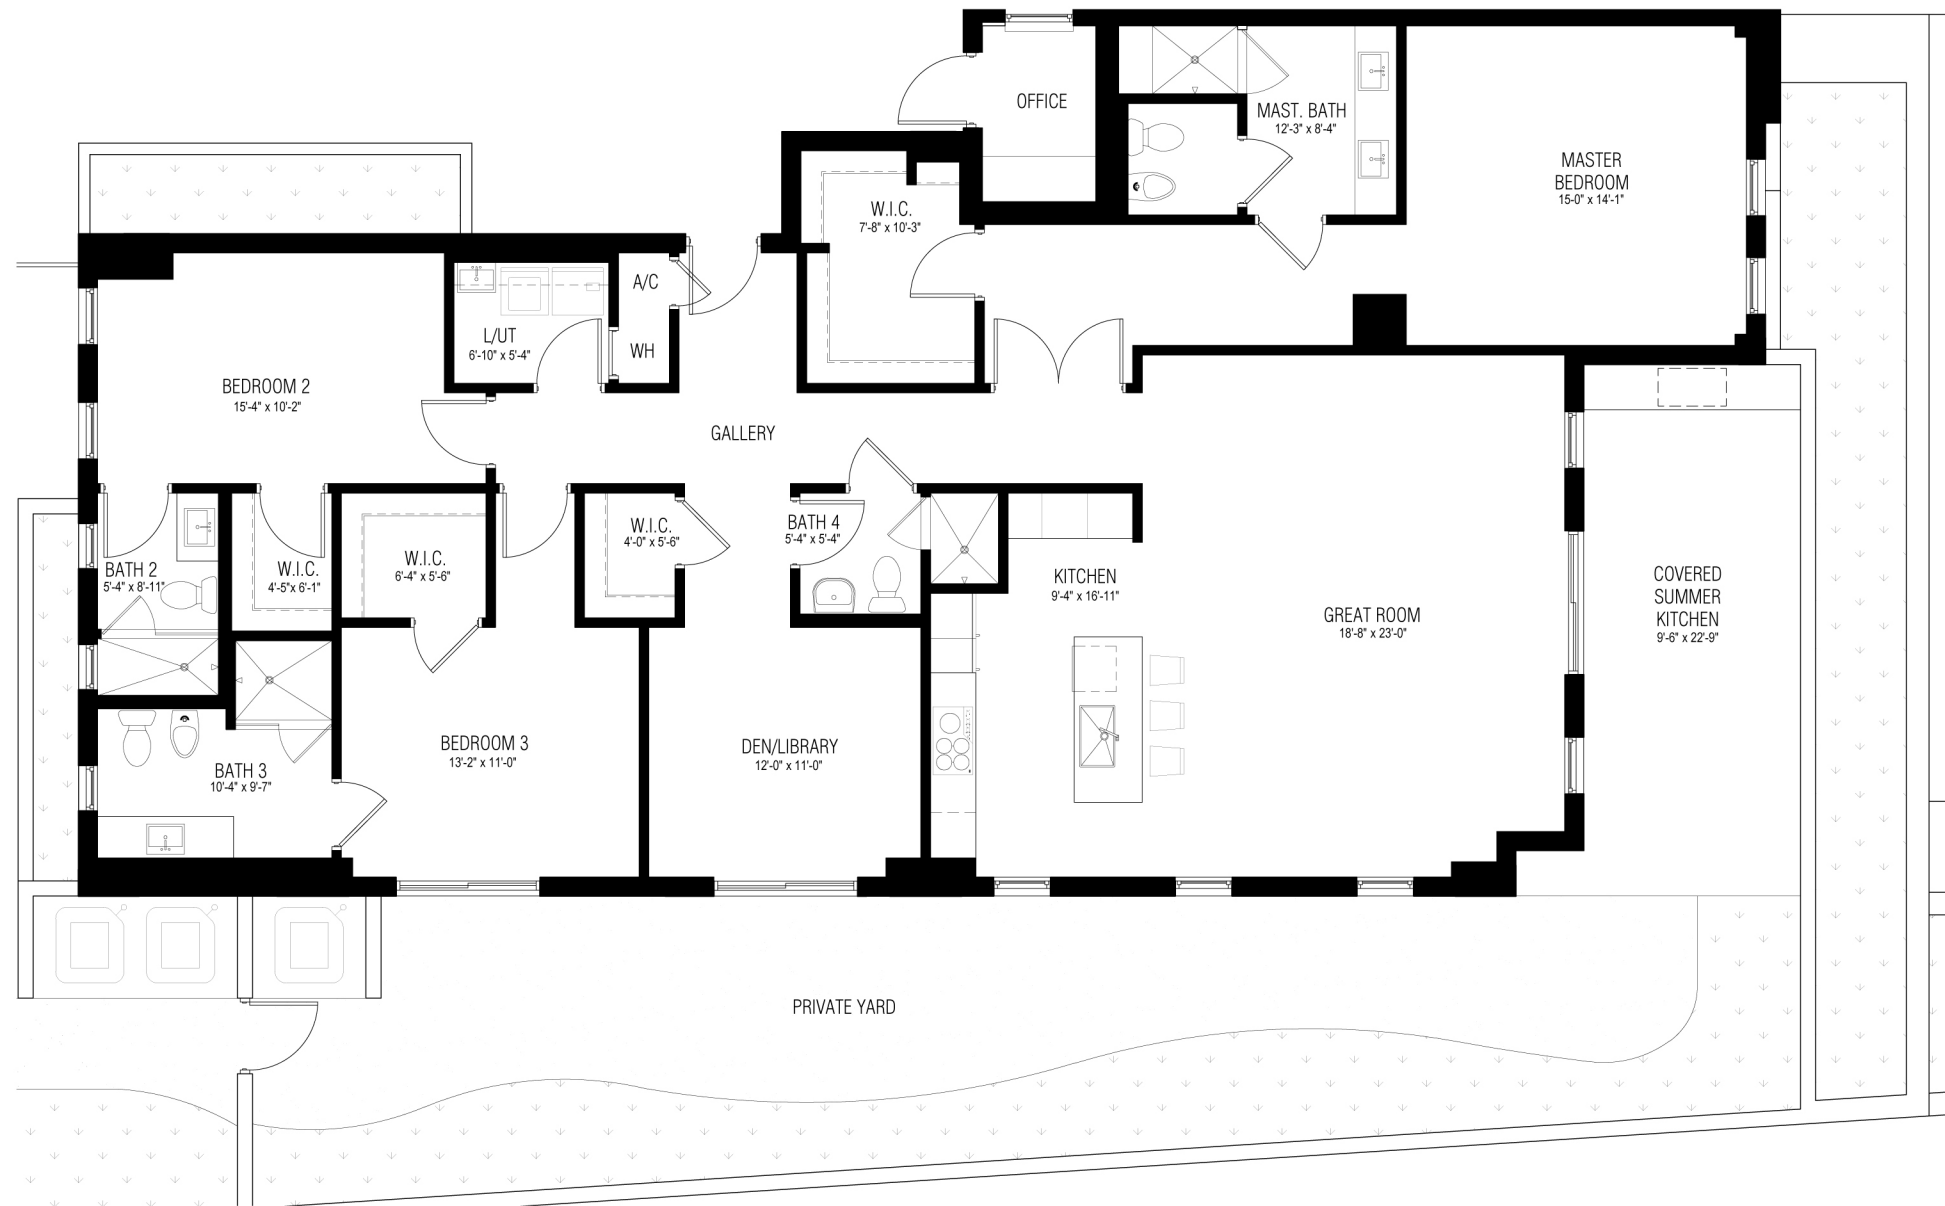 OFFICE
MAST. BATH
12'-3" x 8'-4"
MASTER
BEDROOM
15-0" x 14'-1"
W.I.C.
7'-8" x 10'-3"
A/C
L/UT
6'-10" x 5'-4"
WH
BEDROOM 2
15'-4" x 10'-2"
GALLERY
BATH 2
5'-4" x 8'-11"
W.I.C.
4'-5"x 6'-1"
W.I.C.
6'-4" x 5'-6"
W.I.C.
4'-0" x 5'-6"
BATH 4
5'-4" x 5'-4"
KITCHEN
9'-4" x 16'-11"
GREAT ROOM
18'-8" x 23'-0"
COVERED
SUMMER
KITCHEN
9'-6" x 22'-9"
BATH 3
10'-4" x 9'-7"
BEDROOM 3
13'-2" x 11'-0"
DEN/LIBRARY
12'-0" x 11'-0"
PRIVATE YARD